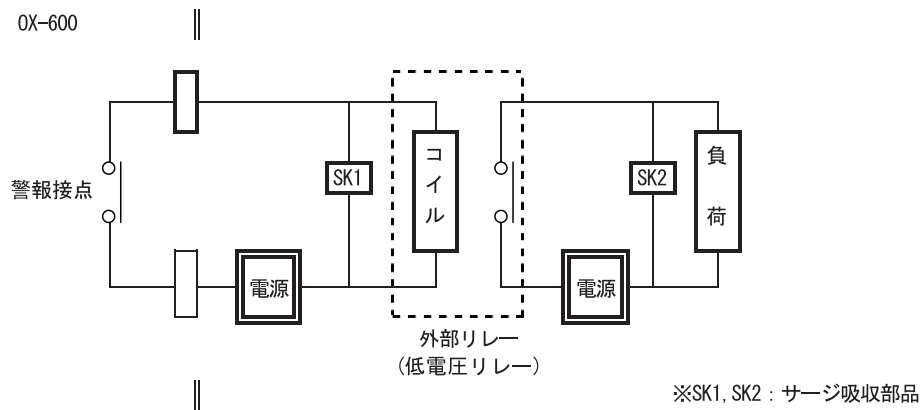 OX-600
警報接点
SK1
コイル
電源
SK2
負荷
電源
外部リレー
(低電圧リレー)
※SK1,SK2：サージ吸収部品